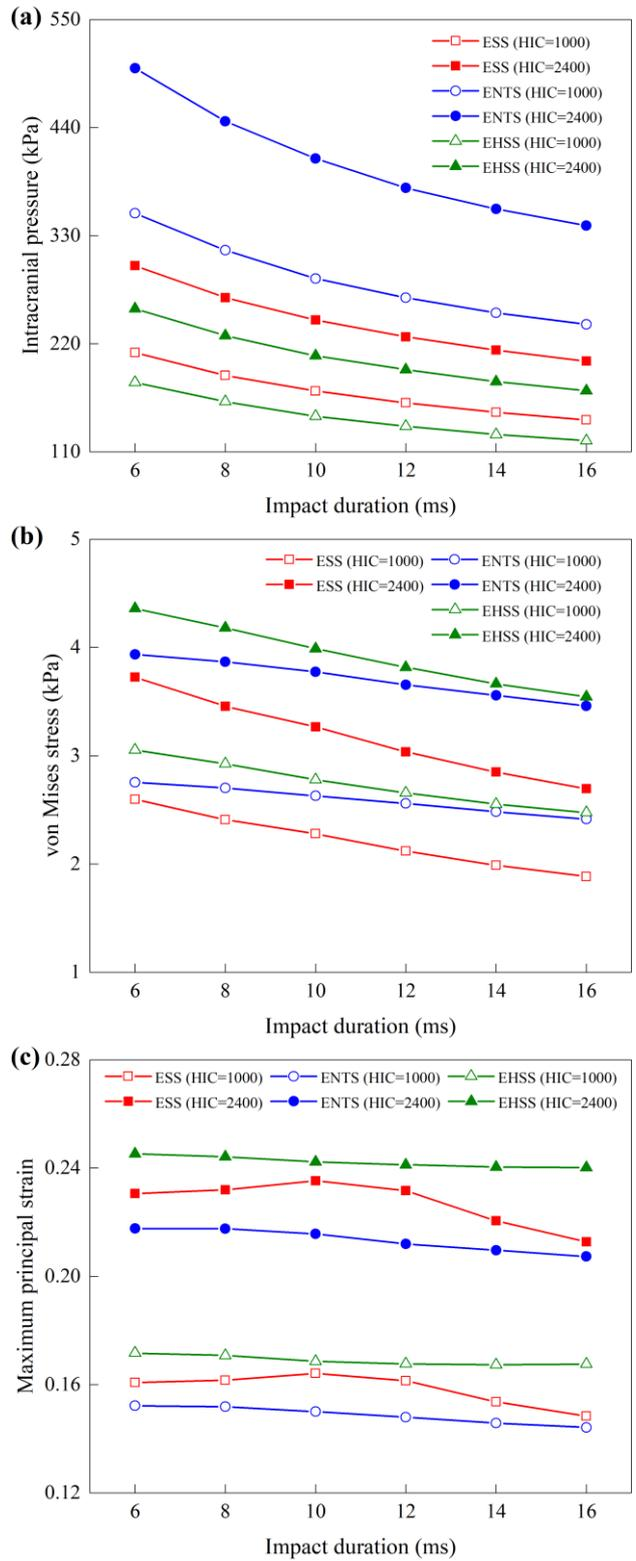 (a)
550
440
330
220
110
Intracranial pressure (kPa)
ESS (HIC=1000)
ESS (HIC=2400)
ENTS (HIC=1000)
ENTS (HIC=2400)
EHSS (HIC=1000)
EHSS (HIC=2400)
6 8 10 12 14 16
Impact duration (ms)
(b)
5
4
3
2
1
von Mises stress (kPa)
ESS (HIC=1000) ENTS (HIC=1000)
ESS (HIC=2400) ENTS (HIC=2400)
EHSS (HIC=1000)
EHSS (HIC=2400)
6 8 10 12 14 16
Impact duration (ms)
(c)
0.28
0.24
0.20
0.16
0.12
Maximum principal strain
ESS (HIC=1000) ENTS (HIC=1000) EHSS (HIC=1000)
ESS (HIC=2400) ENTS (HIC=2400) EHSS (HIC=2400)
6 8 10 12 14 16
Impact duration (ms)